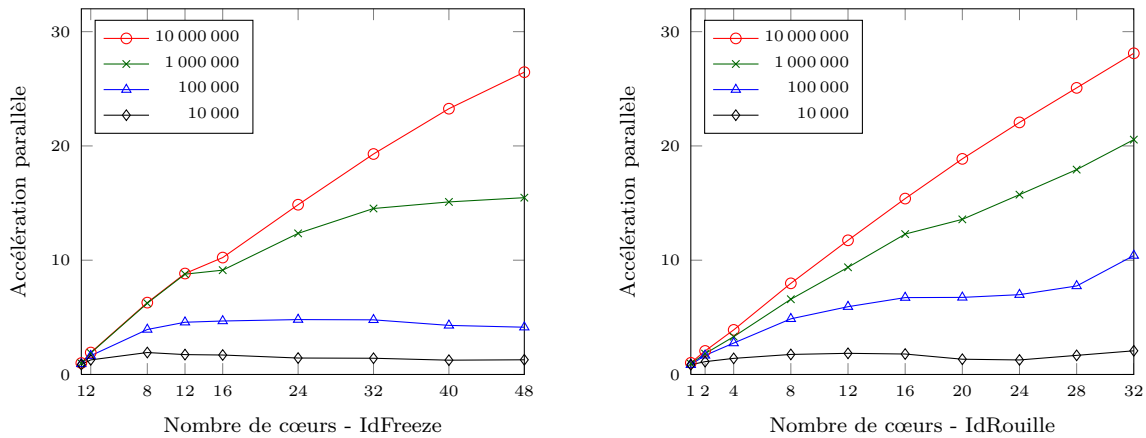 Accélération parallèle
30
20
10
0
10 000 000
1 000 000
100 000
10 000
1 2 8 12 16 24 32 40 48
Nombre de cœurs - IdFreeze
Accélération parallèle
30
20
10
0
10 000 000
1 000 000
100 000
10 000
1 2 4 8 12 16 20 24 28 32
Nombre de cœurs - IdRouille